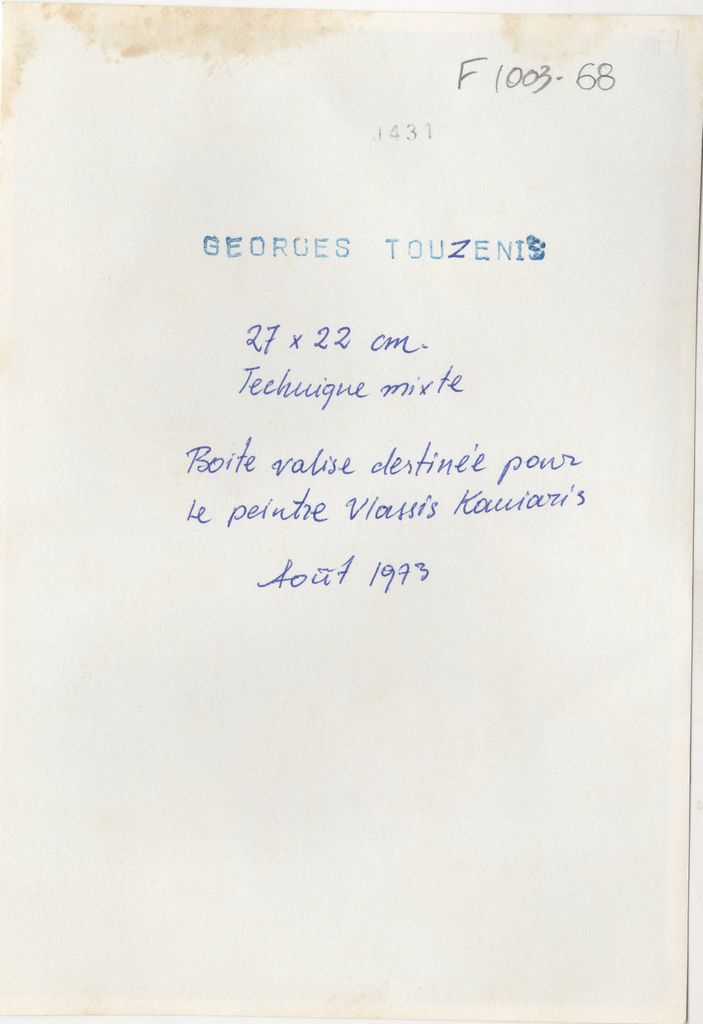 F 1003-68
1431
GEORGES TOUZENIS
27 x 22 cm.
Technique mixte
Boite valise destinée pour
le peintre Vlassis Kaniaris
Août 1973